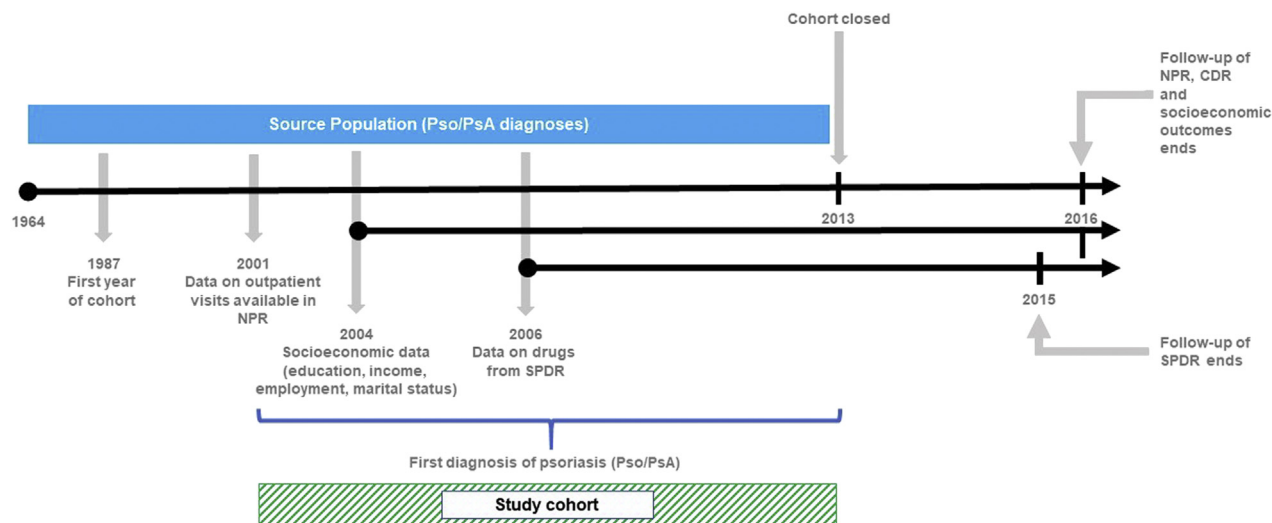 Cohort closed
Follow-up of
NPR, CDR
and
socioeconomic
outcomes
ends
Source Population (Pso/PsA diagnoses)
1964
2013
2016
1987
First year
of cohort
2001
Data on outpatient
visits available in
NPR
2004
Socioeconomic data
(education, income,
employment, marital status)
2006
Data on drugs
from SPDR
2015
Follow-up of
SPDR ends
First diagnosis of psoriasis (Pso/PsA)
Study cohort